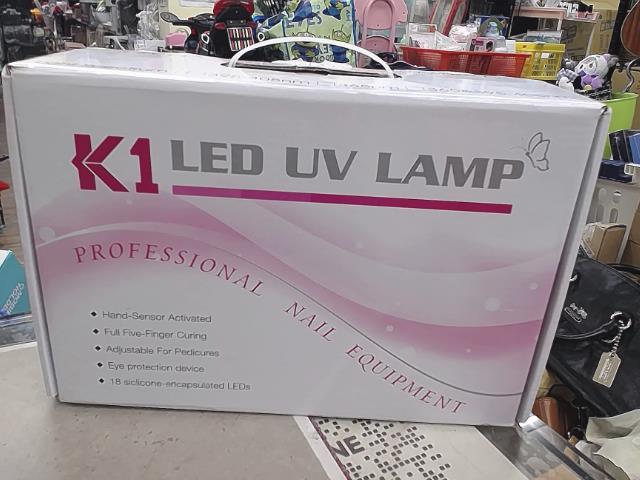 K1 LED UV LAMP
PROFESSIONAL NAIL EQUIPMENT
◆ Hand-Sensor Activated
◆ Full Five-Finger Curing
◆ Adjustable For Pedicures
◆ Eye protection device
◆ 18 siclicone-encapsulated LEDs